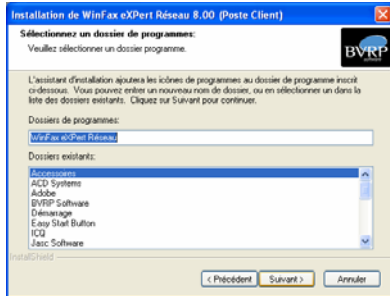 Installation de WinFax eXPert Réseau 8.00 (Poste Client)
Sélectionnez un dossier de programmes:
Veuillez sélectionner un dossier programme.
BVRP
L'assistant d'installation ajoutera les icônes de programmes au dossier de programme inscrit
ci-dessous. Vous pouvez entrer un nouveau nom de dossier, ou en sélectionner un dans la
liste des dossiers existants. Cliquez sur Suivant pour continuer.
Dossiers de programmes:
WinFax eXPert Réseau
Dossiers existants:
Accessoires
ACD Systems
Adobe
BVRP Software
Démarrage
Easy Start Button
ICQ
Jasc Software
InstallShield
< Précédent
Suivant >
Annuler